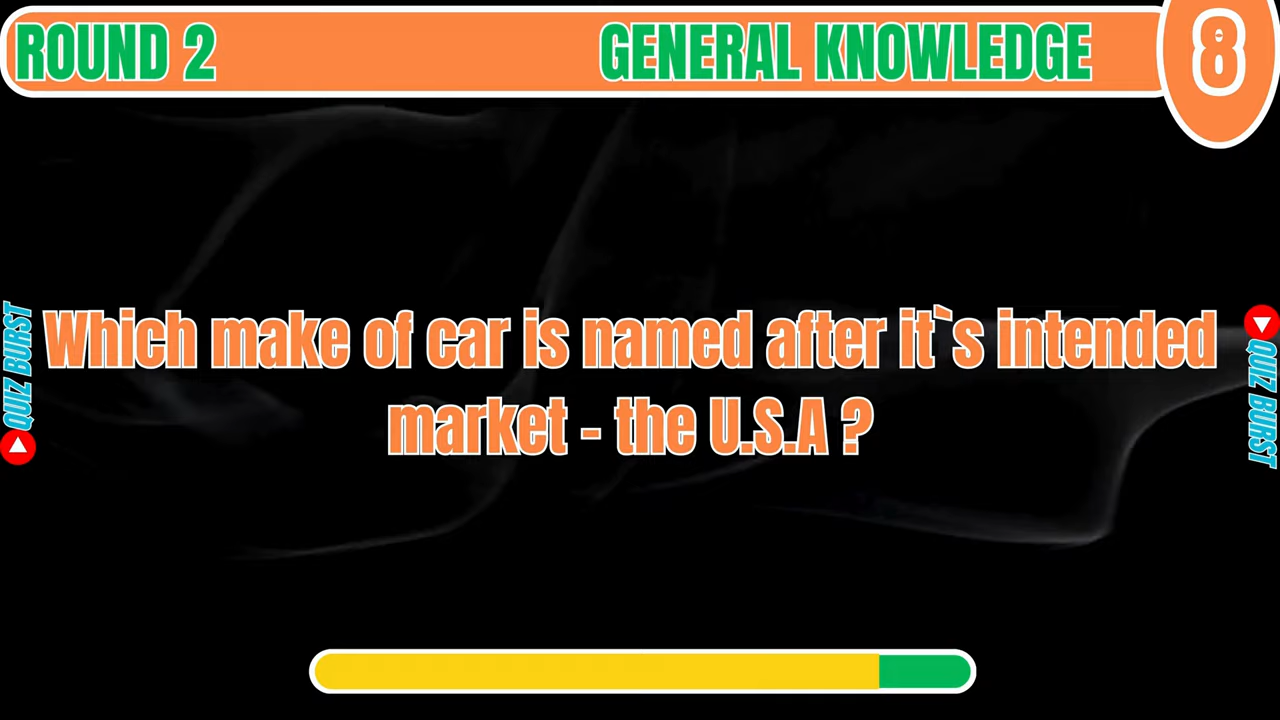 ROUND 2
GENERAL KNOWLEDGE
8
Which make of car is named after it`s intended
market - the U.S.A ?
QUIZ BURST
QUIZ BURST